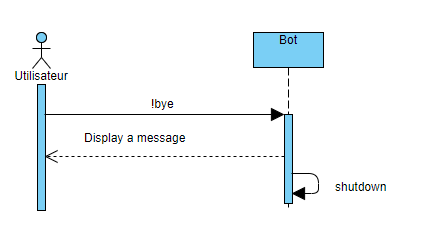 Bot
Utilisateur
!bye
Display a message
shutdown